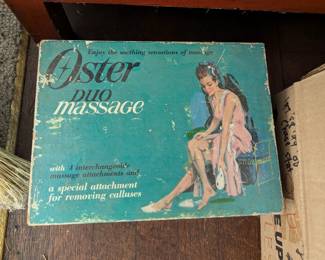 Enjoy the soothing sensations of massage
Oster
DUO
massage
with 4 interchangeable
massage attachments and
a special attachment
for removing calluses
UP